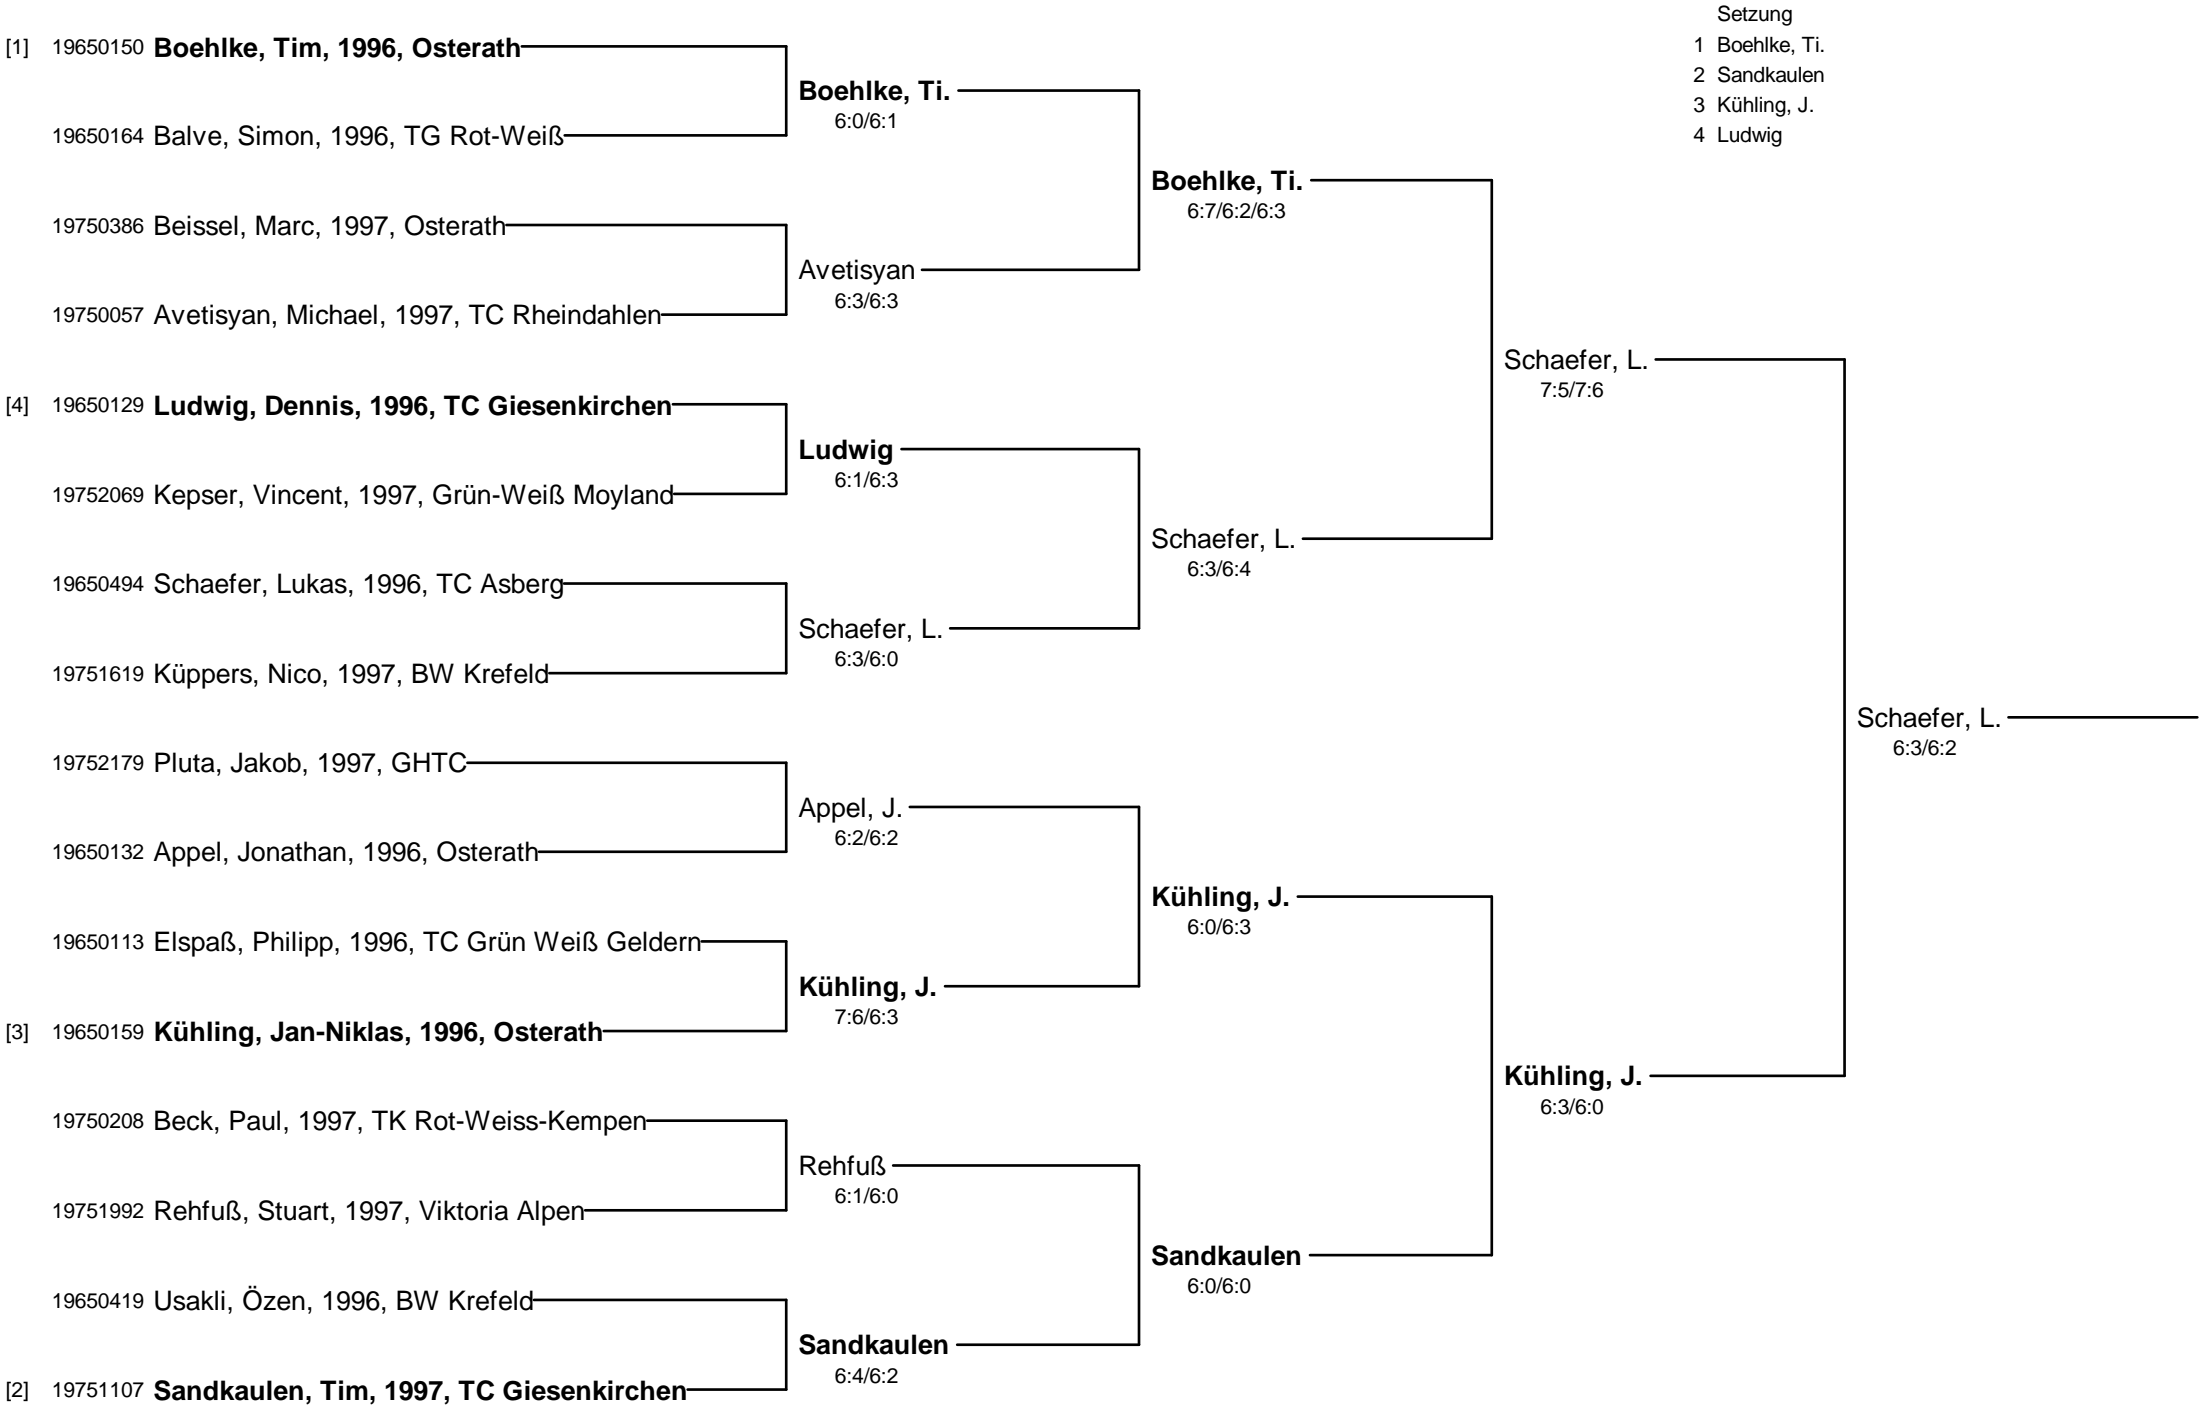 Setzung
1 Boehlke, Ti.
2 Sandkaulen
3 Kühling, J.
4 Ludwig
[1] 19650150 Boehlke, Tim, 1996, Osterath
Boehlke, Ti.
6:0/6:1
19650164 Balve, Simon, 1996, TG Rot-Weiß
Boehlke, Ti.
6:7/6:2/6:3
19750386 Beissel, Marc, 1997, Osterath
Avetisyan
6:3/6:3
19750057 Avetisyan, Michael, 1997, TC Rheindahlen
Schaefer, L.
7:5/7:6
[4] 19650129 Ludwig, Dennis, 1996, TC Giesenkirchen
Ludwig
6:1/6:3
19752069 Kepser, Vincent, 1997, Grün-Weiß Moyland
Schaefer, L.
6:3/6:4
19650494 Schaefer, Lukas, 1996, TC Asberg
Schaefer, L.
6:3/6:0
19751619 Küppers, Nico, 1997, BW Krefeld
Schaefer, L.
6:3/6:2
19752179 Pluta, Jakob, 1997, GHTC
Appel, J.
6:2/6:2
19650132 Appel, Jonathan, 1996, Osterath
Kühling, J.
6:0/6:3
19650113 Elspaß, Philipp, 1996, TC Grün Weiß Geldern
Kühling, J.
7:6/6:3
[3] 19650159 Kühling, Jan-Niklas, 1996, Osterath
Kühling, J.
6:3/6:0
19750208 Beck, Paul, 1997, TK Rot-Weiss-Kempen
Rehfuß
6:1/6:0
19751992 Rehfuß, Stuart, 1997, Viktoria Alpen
Sandkaulen
6:0/6:0
19650419 Usakli, Özen, 1996, BW Krefeld
Sandkaulen
6:4/6:2
[2] 19751107 Sandkaulen, Tim, 1997, TC Giesenkirchen